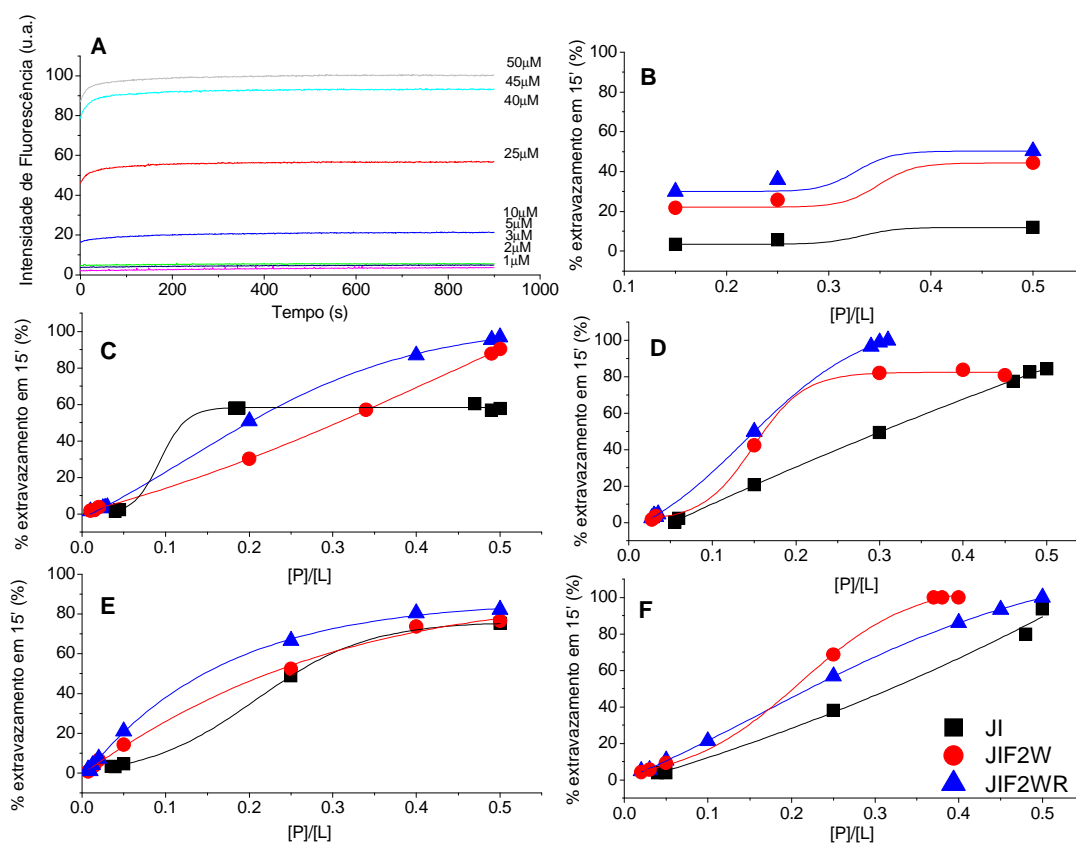 A
Intensidade de Fluorescência (u.a.)
100
80
60
40
20
0
50µM
45µM
40µM
25µM
10µM
5µM
3µM
2µM
1µM
0 200 400 600 800 1000
Tempo (s)
B
% extravazamento em 15' (%)
100
80
60
40
20
0
0.1 0.2 0.3 0.4 0.5
[P]/[L]
C
% extravazamento em 15' (%)
100
80
60
40
20
0
0.0 0.1 0.2 0.3 0.4 0.5
[P]/[L]
D
% extravazamento em 15' (%)
100
80
60
40
20
0
0.0 0.1 0.2 0.3 0.4 0.5
[P]/[L]
E
% extravazamento em 15' (%)
100
80
60
40
20
0
0.0 0.1 0.2 0.3 0.4 0.5
[P]/[L]
F
% extravazamento em 15' (%)
100
80
60
40
20
0
0.0 0.1 0.2 0.3 0.4 0.5
[P]/[L]
JI
JIF2W
JIF2WR